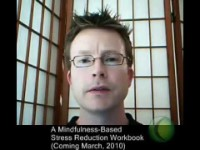 A Mindfulness-Based
Stress Reduction Workbook
(Coming March, 2010)